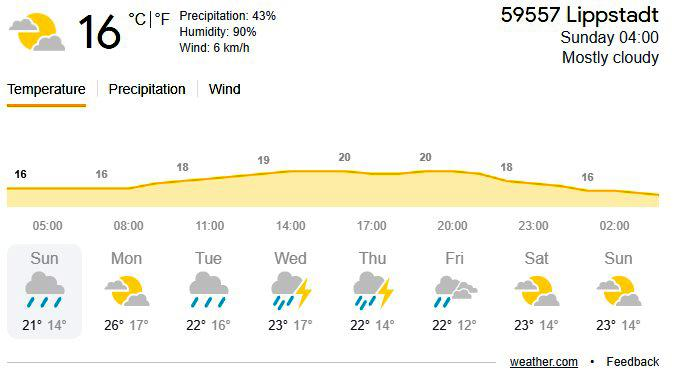 16 °C | °F
Precipitation: 43%
Humidity: 90%
Wind: 6 km/h
59557 Lippstadt
Sunday 04:00
Mostly cloudy
Temperature | Precipitation | Wind
16 16 18 19 20 20 18 16
05:00 08:00 11:00 14:00 17:00 20:00 23:00 02:00
Sun Mon Tue Wed Thu Fri Sat Sun
21° 14° 26° 17° 22° 16° 23° 17° 22° 14° 22° 12° 23° 14° 23° 14°
weather.com • Feedback